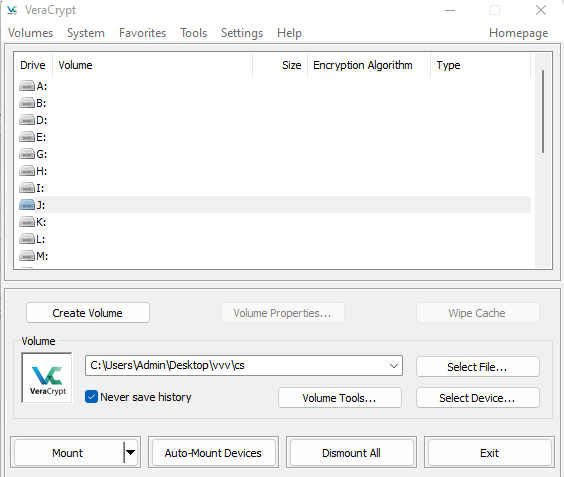 VeraCrypt
Volumes System Favorites Tools Settings Help Homepage
Drive Volume Size Encryption Algorithm Type
A:
B:
D:
E:
G:
H:
I:
J:
K:
L:
M:
Create Volume Volume Properties... Wipe Cache
Volume
VeraCrypt
C:\Users\Admin\Desktop\vvv\cs Select File...
Never save history Volume Tools... Select Device...
Mount Auto-Mount Devices Dismount All Exit